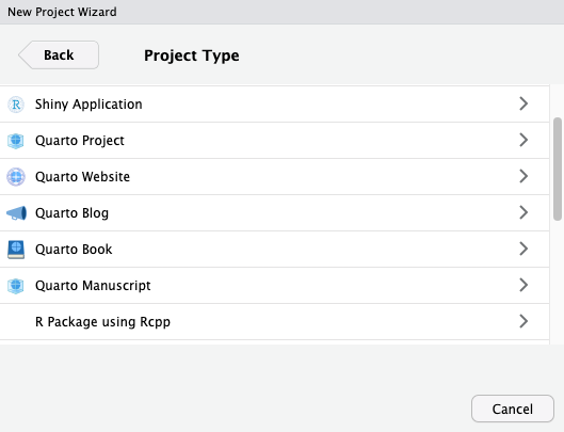 New Project Wizard
Back
Project Type
R Shiny Application
Quarto Project
Quarto Website
Quarto Blog
Quarto Book
Quarto Manuscript
R Package using Rcpp
Cancel